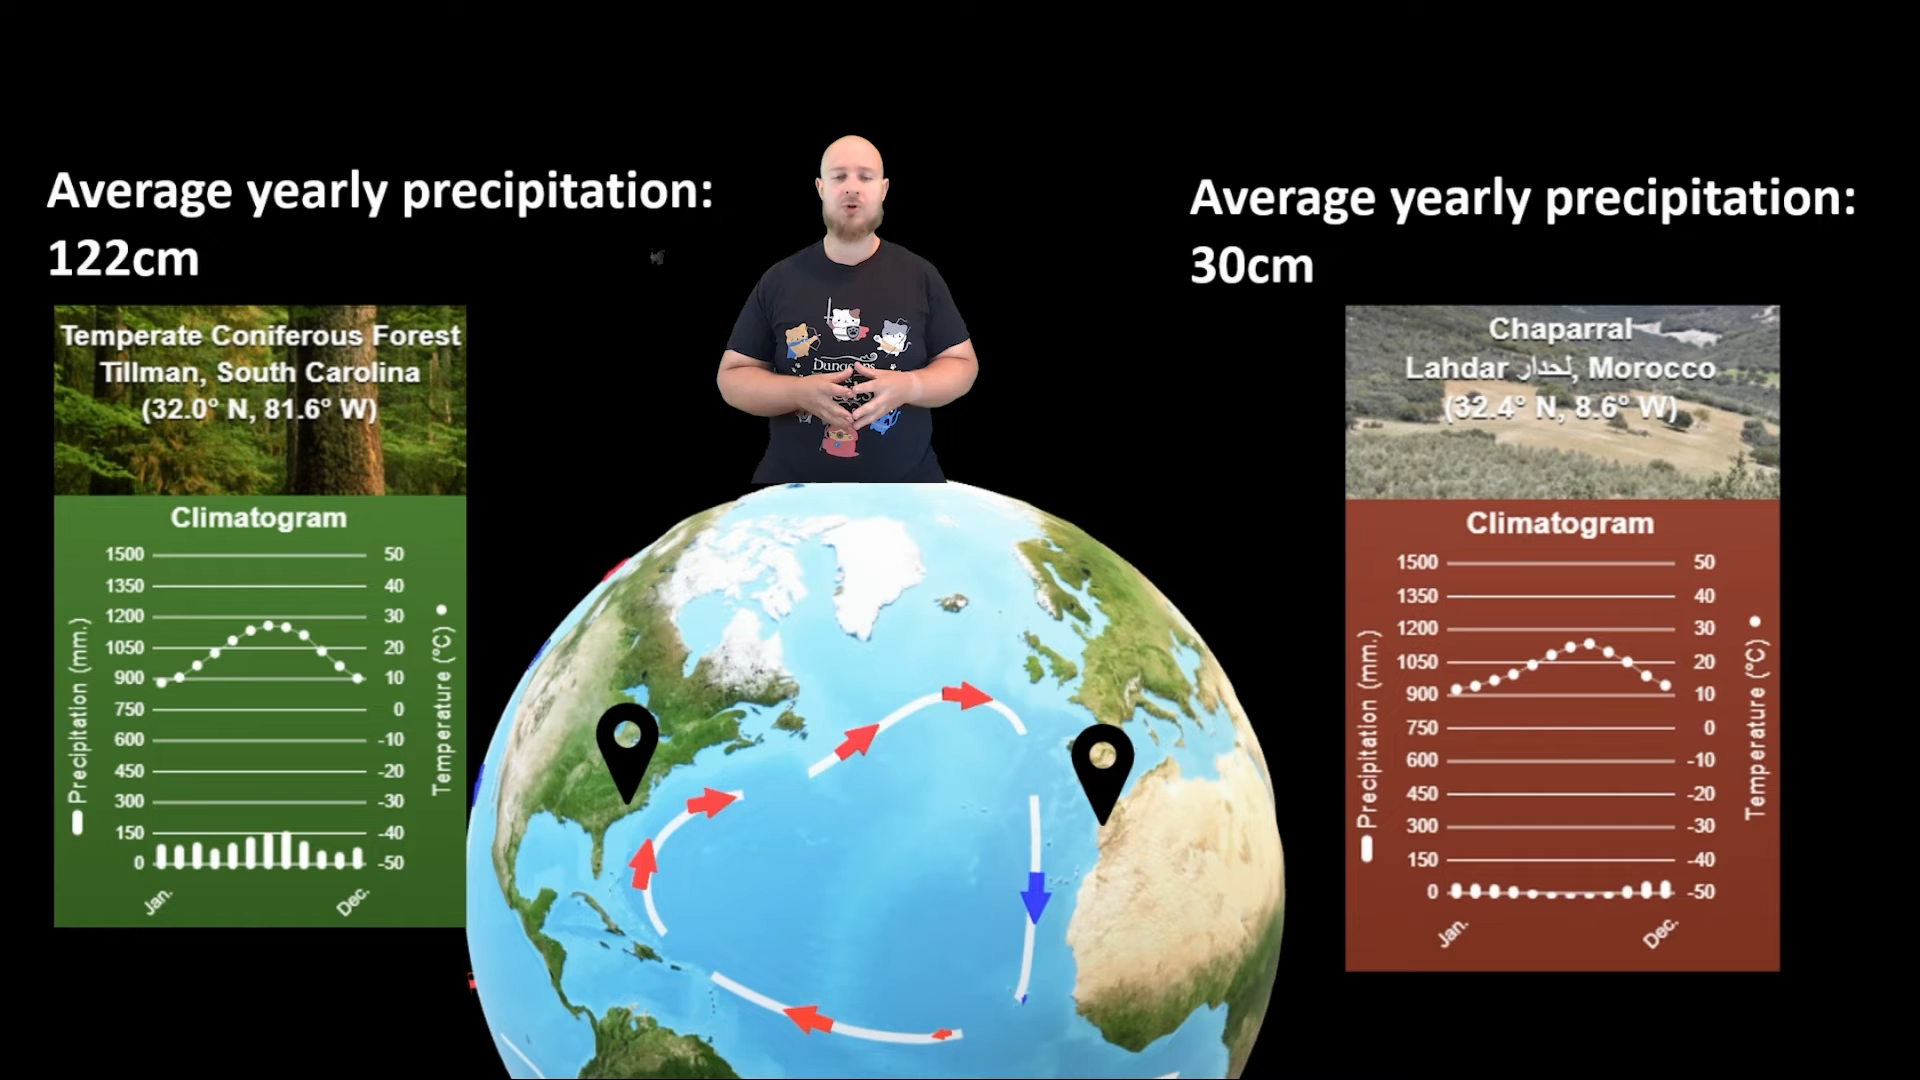 Average yearly precipitation:
122cm
Temperate Coniferous Forest
Tillman, South Carolina
(32.0° N, 81.6° W)
Climatogram
1500 50
1350 40
1200 30
1050 20
900 10
750 0
600 -10
450 -20
300 -30
150 -40
0 -50
Precipitation (mm.)
Temperature (°C)
Jan. Dec.
Average yearly precipitation:
30cm
Chaparral
Lahdar لحدار, Morocco
(32.4° N, 8.6° W)
Climatogram
1500 50
1350 40
1200 30
1050 20
900 10
750 0
600 -10
450 -20
300 -30
150 -40
0 -50
Precipitation (mm.)
Temperature (°C)
Jan. Dec.